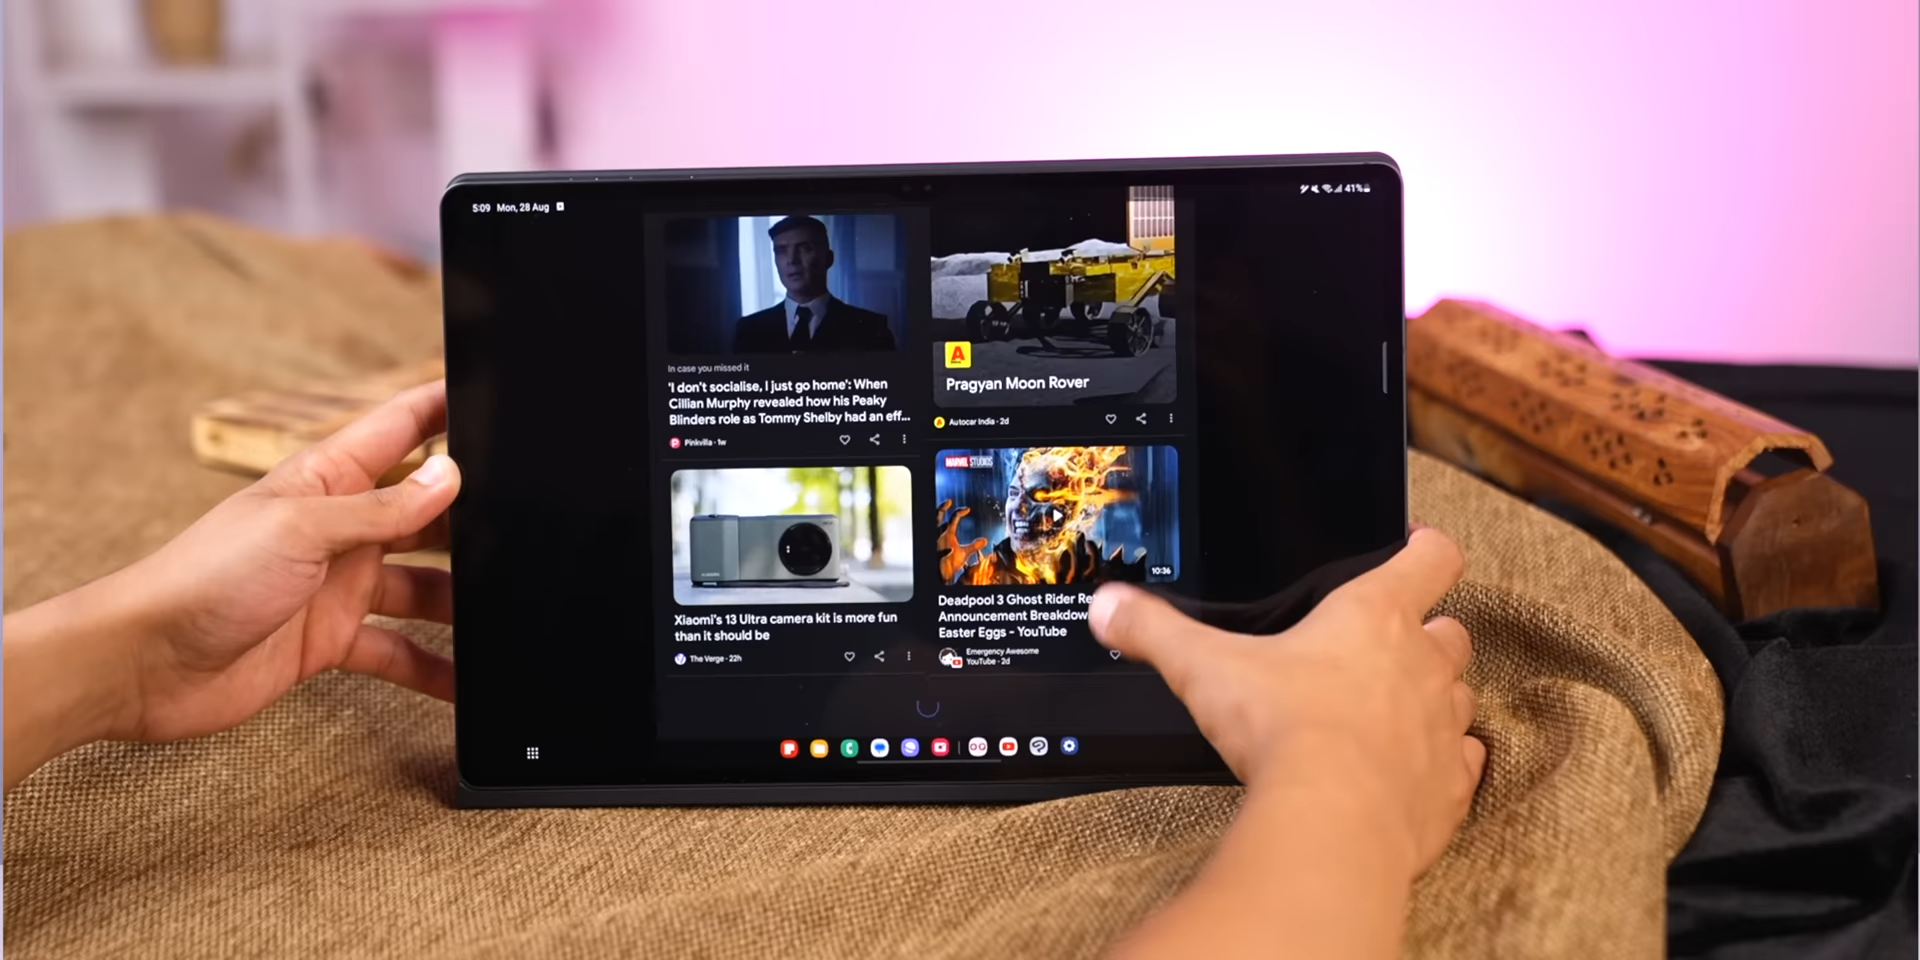 5:09 Mon, 28 Aug
41%
In case you missed it
'I don't socialise, I just go home': When
Cillian Murphy revealed how his Peaky
Blinders role as Tommy Shelby had an eff...
Pinkvilla · 1w
A
Pragyan Moon Rover
Autocar India · 2d
Xiaomi's 13 Ultra camera kit is more fun
than it should be
The Verge · 22h
MARVEL STUDIOS
10:36
Deadpool 3 Ghost Rider Re
Announcement Breakdow
Easter Eggs - YouTube
Emergency Awesome
YouTube · 2d